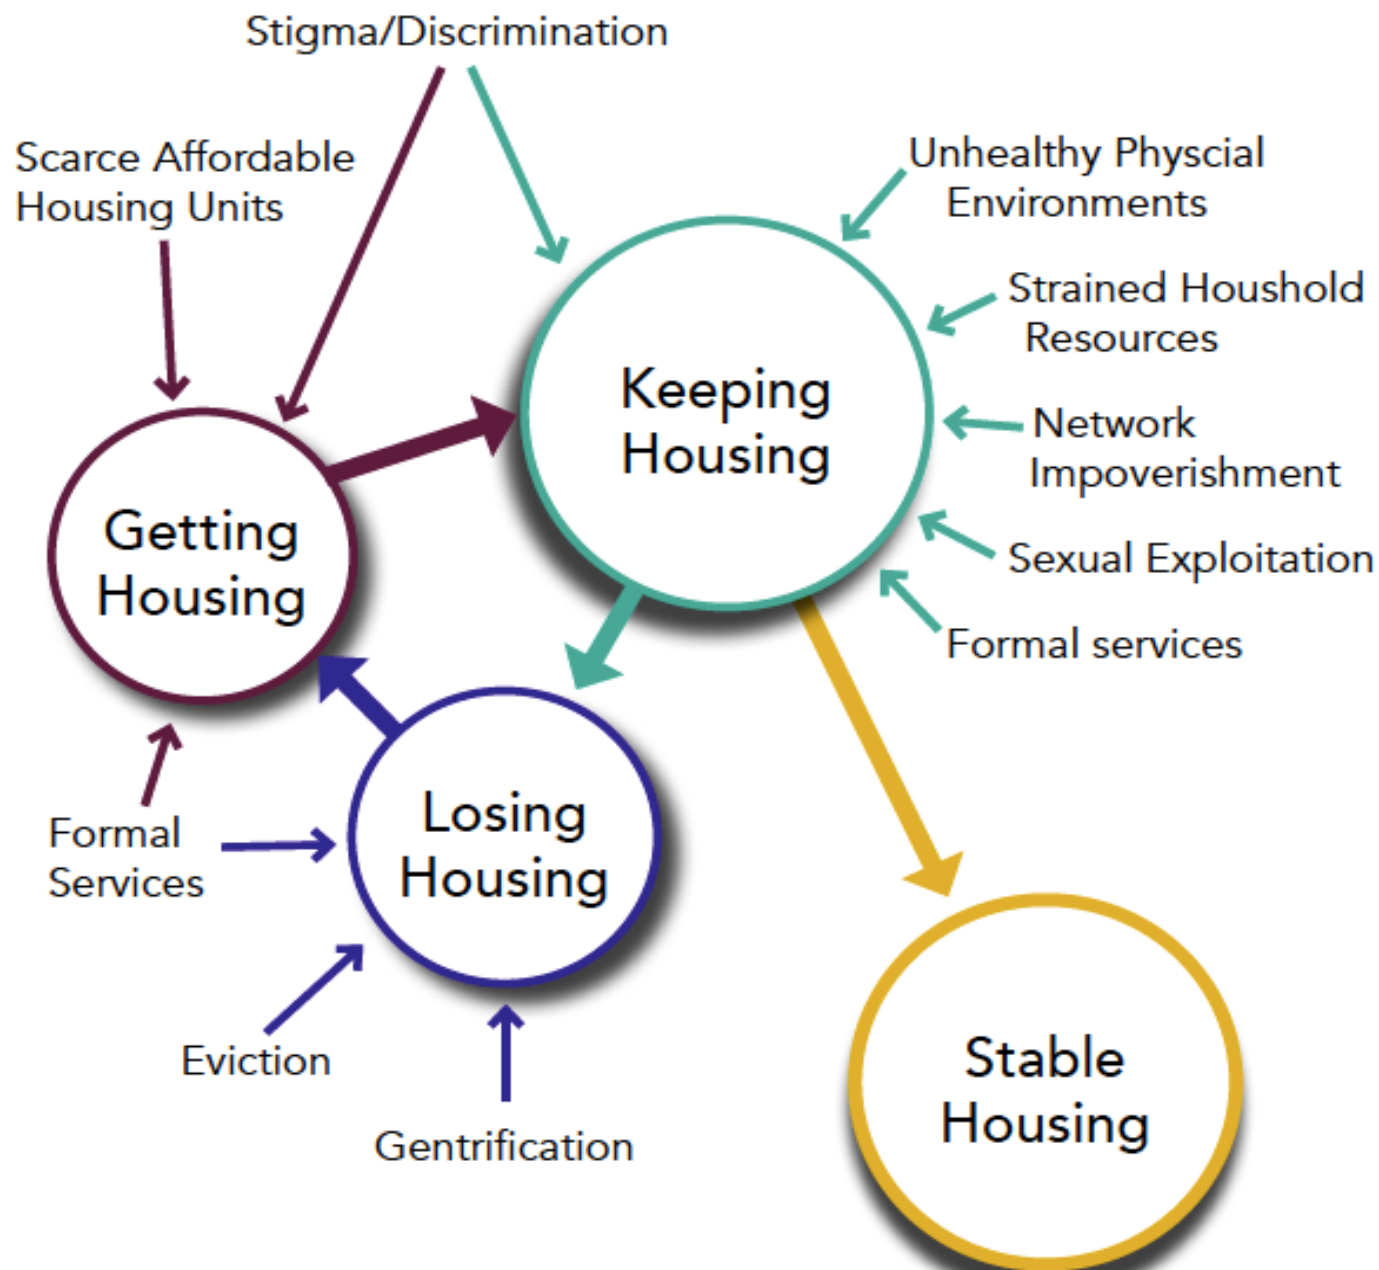 Stigma/Discrimination
Scarce Affordable
Housing Units
Unhealthy Physcial
Environments
Strained Houshold
Resources
Keeping
Housing
Network
Impoverishment
Getting
Housing
Sexual Exploitation
Formal services
Losing
Housing
Formal
Services
Eviction
Gentrification
Stable
Housing